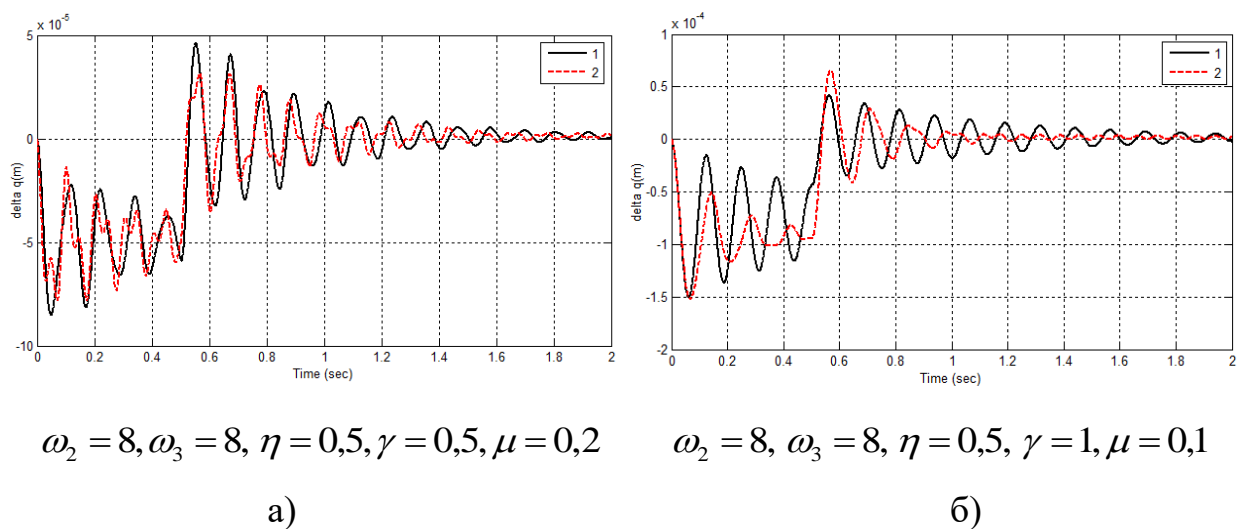 x 10^-5
5
0
-5
-10
delta q(m)
0 0.2 0.4 0.6 0.8 1 1.2 1.4 1.6 1.8 2
Time (sec)
1
2
x 10^-4
1
0.5
0
-0.5
-1
-1.5
-2
delta q(m)
0 0.2 0.4 0.6 0.8 1 1.2 1.4 1.6 1.8 2
Time (sec)
1
2
ω₂ = 8, ω₃ = 8, η = 0,5, γ = 0,5, μ = 0,2
ω₂ = 8, ω₃ = 8, η = 0,5, γ = 1, μ = 0,1
а)
б)